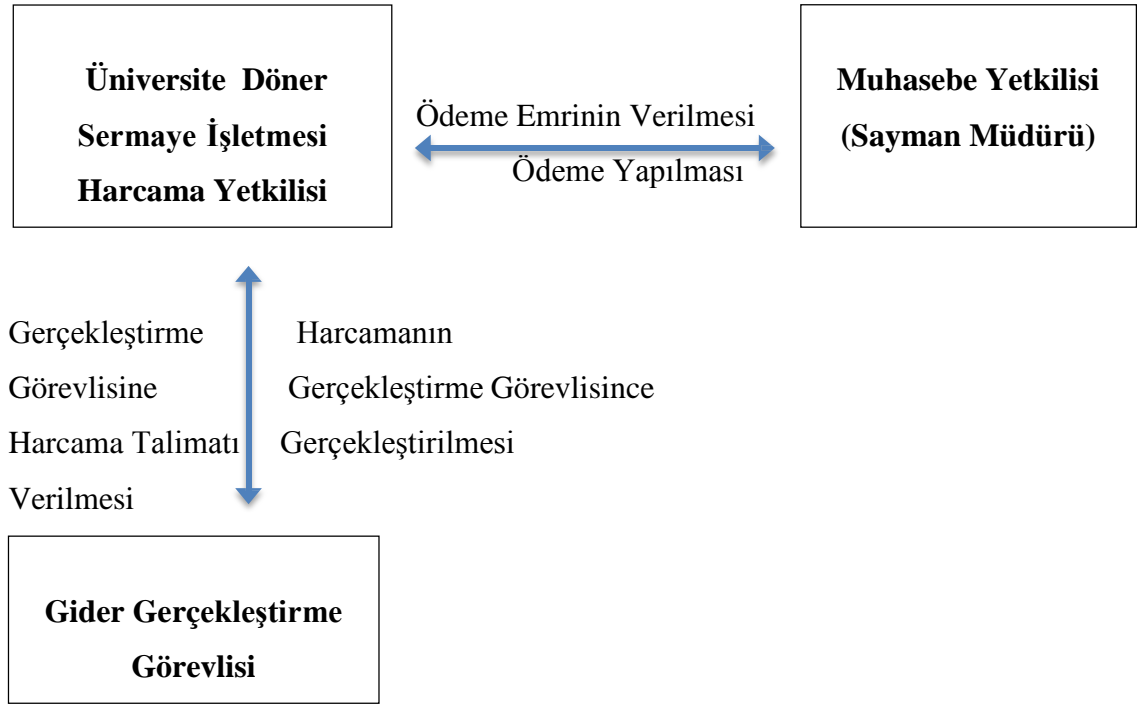 Üniversite Döner
Sermaye İşletmesi
Harcama Yetkilisi
Ödeme Emrinin Verilmesi
Ödeme Yapılması
Muhasebe Yetkilisi
(Sayman Müdürü)
Gerçekleştirme
Görevlisine
Harcama Talimatı
Verilmesi
Harcamanın
Gerçekleştirme Görevlisince
Gerçekleştirilmesi
Gider Gerçekleştirme
Görevlisi